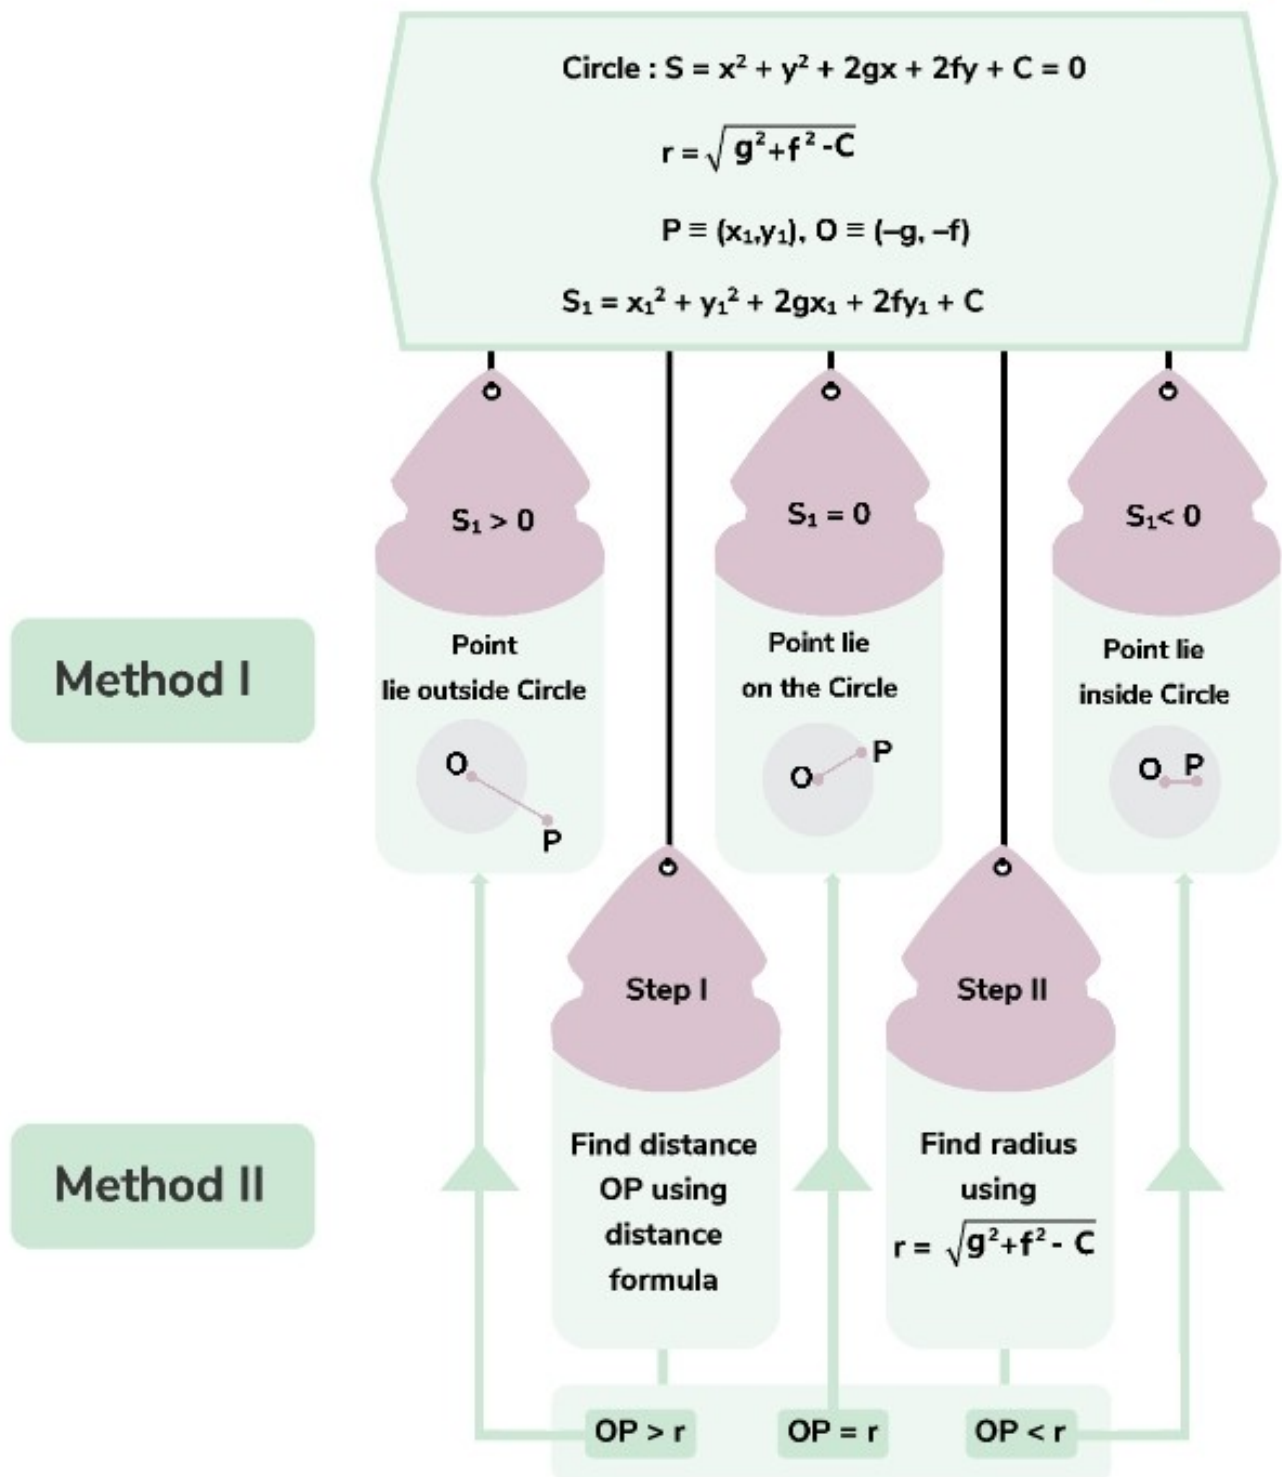 Circle : S = x² + y² + 2gx + 2fy + C = 0
r = √g²+f²-C
P ≡ (x₁,y₁), O ≡ (–g, –f)
S₁ = x₁² + y₁² + 2gx₁ + 2fy₁ + C
S₁ > 0
S₁ = 0
S₁< 0
Method I
Point
lie outside Circle
O
P
Point lie
on the Circle
O
P
Point lie
inside Circle
O
P
Method II
Step I
Find distance
OP using
distance
formula
Step II
Find radius
using
r = √g²+f²- C
OP > r
OP = r
OP < r